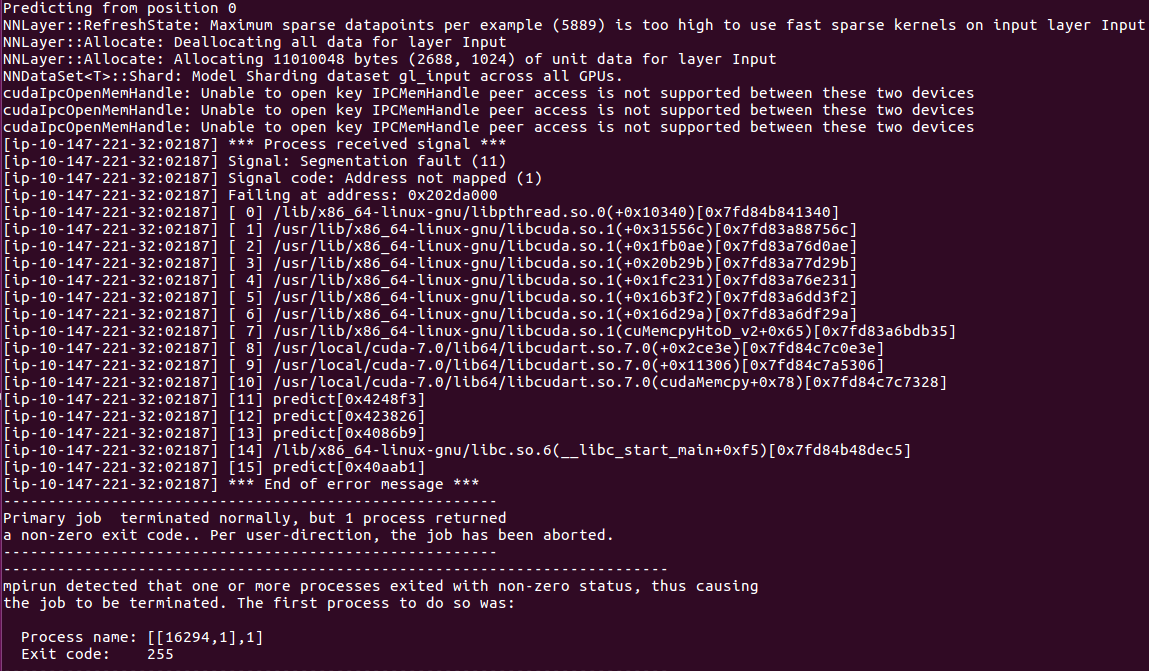 Predicting from position 0
NNLayer::RefreshState: Maximum sparse datapoints per example (5889) is too high to use fast sparse kernels on input layer Input
NNLayer::Allocate: Deallocating all data for layer Input
NNLayer::Allocate: Allocating 11010048 bytes (2688, 1024) of unit data for layer Input
NNDataSet<T>::Shard: Model Sharding dataset gl_input across all GPUs.
cudaIpcOpenMemHandle: Unable to open key IPCMemHandle peer access is not supported between these two devices
cudaIpcOpenMemHandle: Unable to open key IPCMemHandle peer access is not supported between these two devices
cudaIpcOpenMemHandle: Unable to open key IPCMemHandle peer access is not supported between these two devices
[ip-10-147-221-32:02187] *** Process received signal ***
[ip-10-147-221-32:02187] Signal: Segmentation fault (11)
[ip-10-147-221-32:02187] Signal code: Address not mapped (1)
[ip-10-147-221-32:02187] Failing at address: 0x202da000
[ip-10-147-221-32:02187] [ 0] /lib/x86_64-linux-gnu/libpthread.so.0(+0x10340)[0x7fd84b841340]
[ip-10-147-221-32:02187] [ 1] /usr/lib/x86_64-linux-gnu/libcuda.so.1(+0x31556c)[0x7fd83a88756c]
[ip-10-147-221-32:02187] [ 2] /usr/lib/x86_64-linux-gnu/libcuda.so.1(+0x1fb0ae)[0x7fd83a76d0ae]
[ip-10-147-221-32:02187] [ 3] /usr/lib/x86_64-linux-gnu/libcuda.so.1(+0x20b29b)[0x7fd83a77d29b]
[ip-10-147-221-32:02187] [ 4] /usr/lib/x86_64-linux-gnu/libcuda.so.1(+0x1fc231)[0x7fd83a76e231]
[ip-10-147-221-32:02187] [ 5] /usr/lib/x86_64-linux-gnu/libcuda.so.1(+0x16b3f2)[0x7fd83a6dd3f2]
[ip-10-147-221-32:02187] [ 6] /usr/lib/x86_64-linux-gnu/libcuda.so.1(+0x16d29a)[0x7fd83a6df29a]
[ip-10-147-221-32:02187] [ 7] /usr/lib/x86_64-linux-gnu/libcuda.so.1(cuMemcpyHtoD_v2+0x65)[0x7fd83a6bdb35]
[ip-10-147-221-32:02187] [ 8] /usr/local/cuda-7.0/lib64/libcudart.so.7.0(+0x2ce3e)[0x7fd84c7c0e3e]
[ip-10-147-221-32:02187] [ 9] /usr/local/cuda-7.0/lib64/libcudart.so.7.0(+0x11306)[0x7fd84c7a5306]
[ip-10-147-221-32:02187] [10] /usr/local/cuda-7.0/lib64/libcudart.so.7.0(cudaMemcpy+0x78)[0x7fd84c7c7328]
[ip-10-147-221-32:02187] [11] predict[0x4248f3]
[ip-10-147-221-32:02187] [12] predict[0x423826]
[ip-10-147-221-32:02187] [13] predict[0x4086b9]
[ip-10-147-221-32:02187] [14] /lib/x86_64-linux-gnu/libc.so.6(__libc_start_main+0xf5)[0x7fd84b48dec5]
[ip-10-147-221-32:02187] [15] predict[0x40aab1]
[ip-10-147-221-32:02187] *** End of error message ***
-------------------------------------------------------
Primary job  terminated normally, but 1 process returned
a non-zero exit code.. Per user-direction, the job has been aborted.
-------------------------------------------------------
--------------------------------------------------------------------------
mpirun detected that one or more processes exited with non-zero status, thus causing
the job to be terminated. The first process to do so was:
  Process name: [[16294,1],1]
  Exit code:    255
--------------------------------------------------------------------------